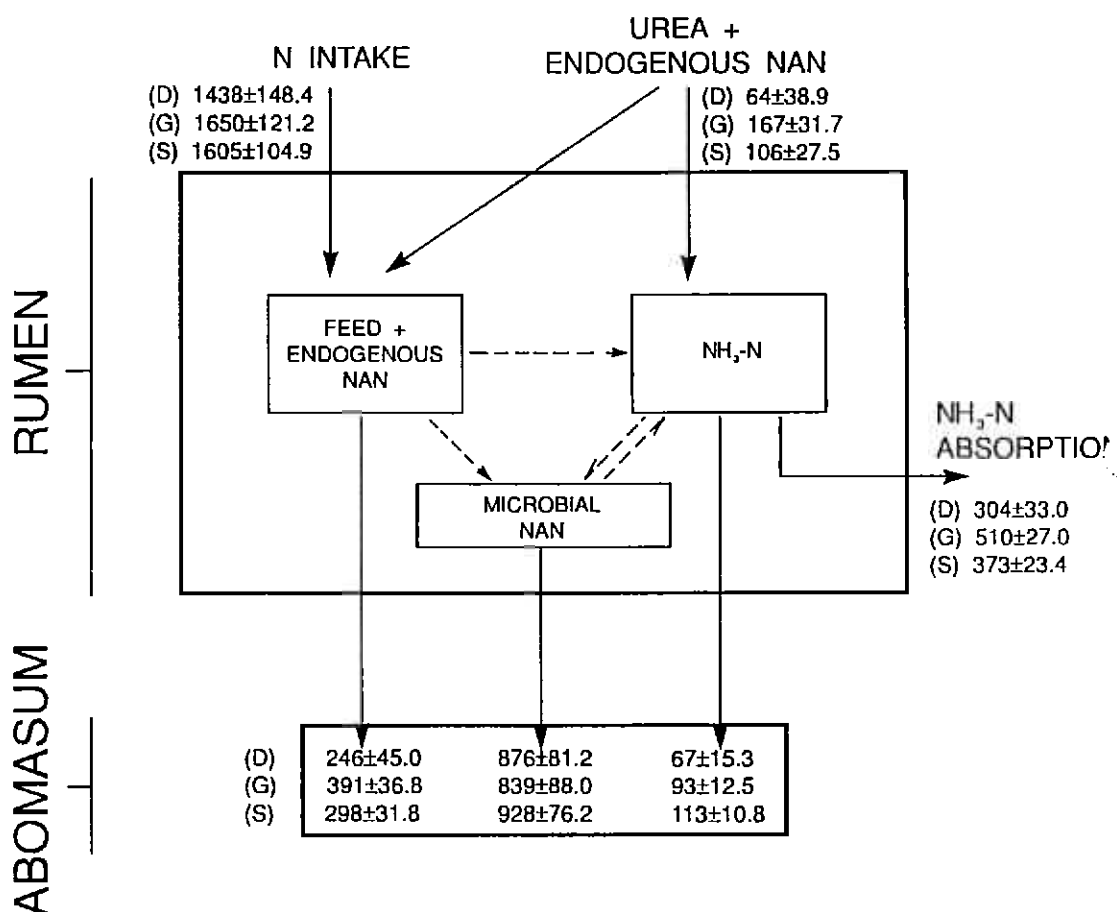 N INTAKE
(D) 1438±148.4
(G) 1650±121.2
(S) 1605±104.9
UREA +
ENDOGENOUS NAN
(D) 64±38.9
(G) 167±31.7
(S) 106±27.5
RUMEN
FEED +
ENDOGENOUS
NAN
NH₃-N
MICROBIAL
NAN
NH₃-N
ABSORPTIO
(D) 304±33.0
(G) 510±27.0
(S) 373±23.4
ABOMASUM
(D) 246±45.0 876±81.2 67±15.3
(G) 391±36.8 839±88.0 93±12.5
(S) 298±31.8 928±76.2 113±10.8